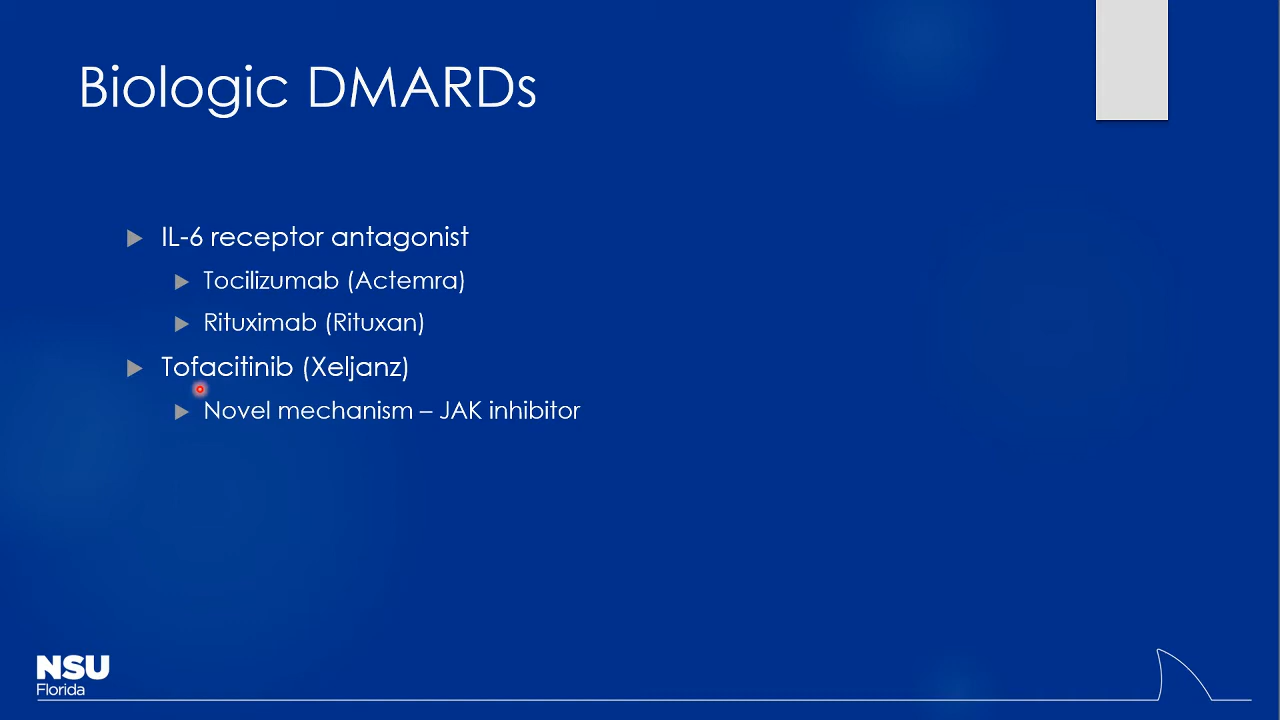 Biologic DMARDs
IL-6 receptor antagonist
Tocilizumab (Actemra)
Rituximab (Rituxan)
Tofacitinib (Xeljanz)
Novel mechanism – JAK inhibitor
NSU
Florida